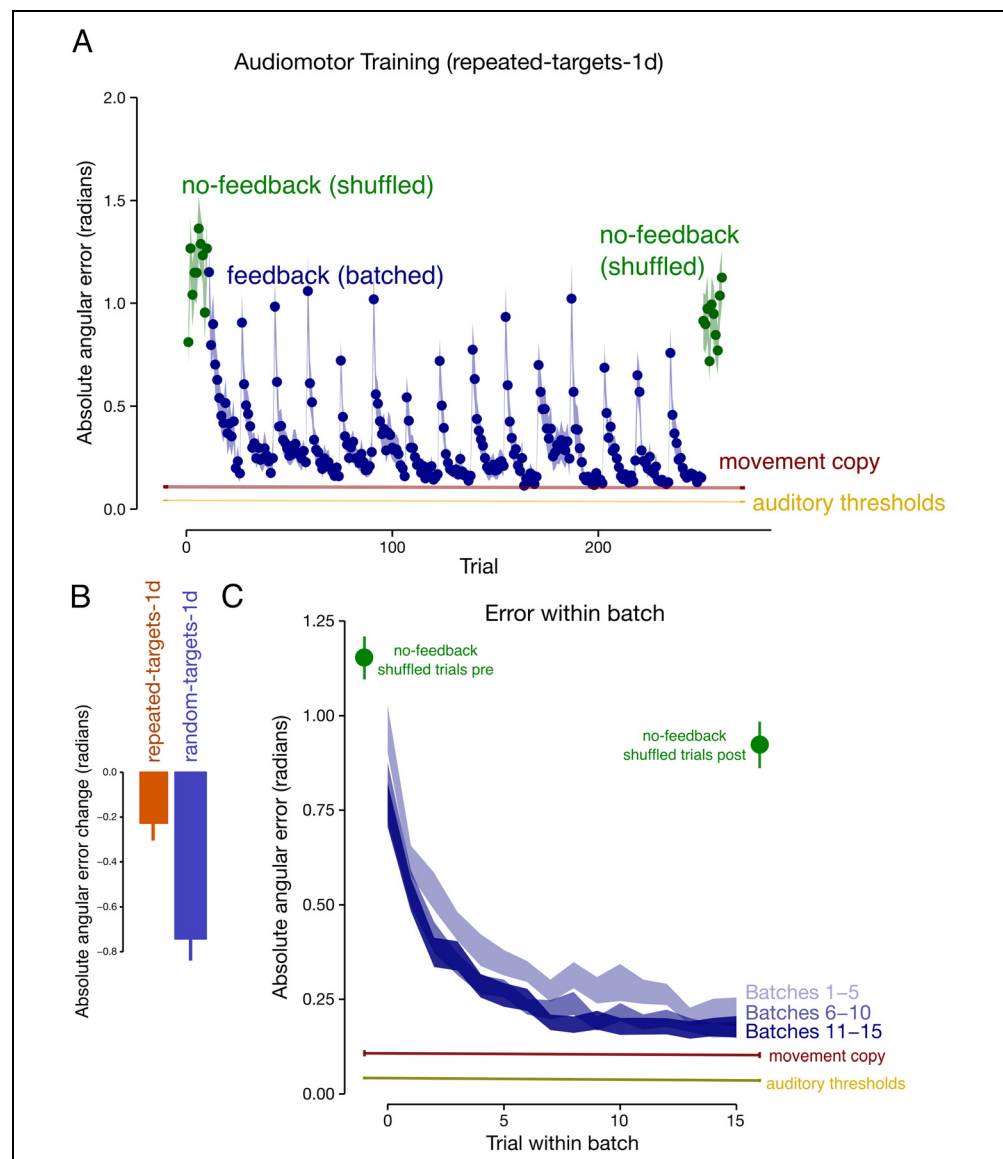 A
Audiomotor Training (repeated-targets-1d)
Absolute angular error (radians)
2.0
1.5
1.0
0.5
0.0
no-feedback (shuffled)
feedback (batched)
no-feedback
(shuffled)
movement copy
auditory thresholds
0
100
200
Trial
B
repeated-targets-1d
random-targets-1d
Absolute angular error change (radians)
0.0
−0.2
−0.4
−0.6
−0.8
C
Error within batch
Absolute angular error (radians)
1.25
1.00
0.75
0.50
0.25
0.00
no-feedback
shuffled trials pre
no-feedback
shuffled trials post
Batches 1–5
Batches 6–10
Batches 11–15
movement copy
auditory thresholds
0
5
10
15
Trial within batch